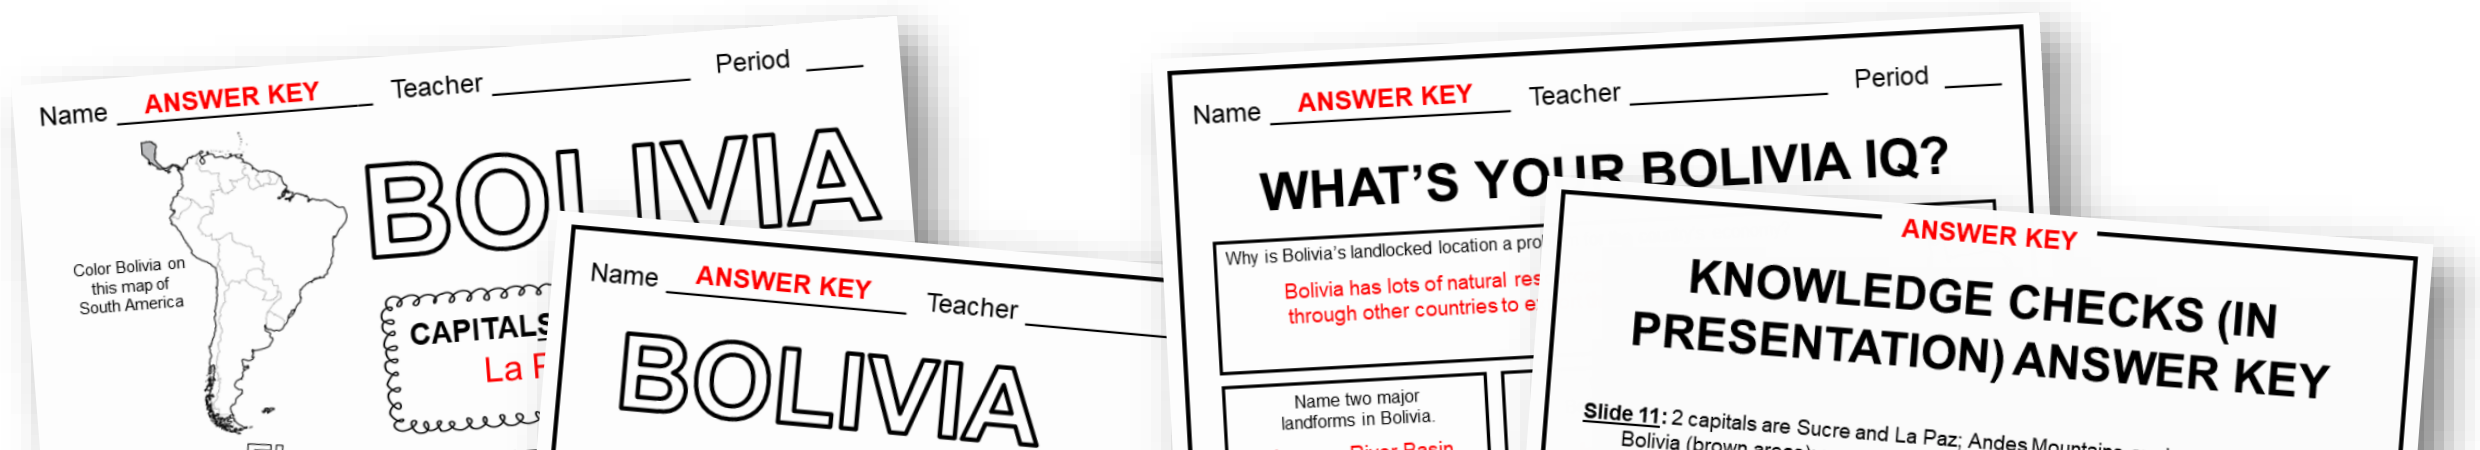 Name ANSWER KEY Teacher Period
BOLIVIA
Color Bolivia on
this map of
South America
CAPITALS
La
Name ANSWER KEY Teacher
BOLIVIA
Name ANSWER KEY Teacher Period
WHAT'S YOUR BOLIVIA IQ?
Why is Bolivia's landlocked location a
Bolivia has lots of natural
through other countries to
Name two major
landforms in Bolivia.
River Basin
ANSWER KEY
KNOWLEDGE CHECKS (IN
PRESENTATION) ANSWER KEY
Slide 11: 2 capitals are Sucre and La Paz; Andes Mountains
Bolivia (brown areas)